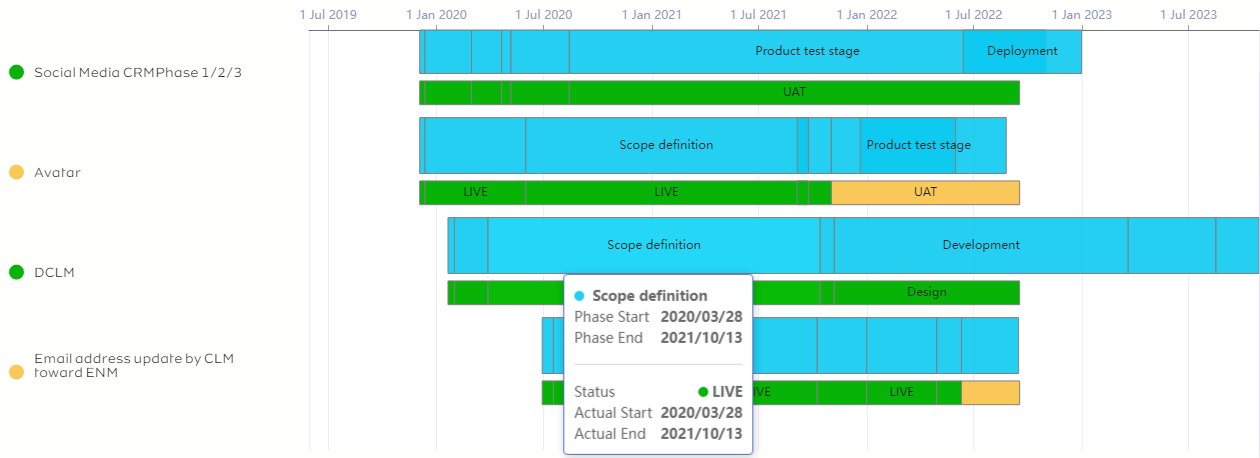 1 Jul 2019 1 Jan 2020 1 Jul 2020 1 Jan 2021 1 Jul 2021 1 Jan 2022 1 Jul 2022 1 Jan 2023 1 Jul 2023
Product test stage Deployment
Social Media CRMPhase 1/2/3
UAT
Scope definition Product test stage
Avatar
LIVE LIVE UAT
Scope definition Development
DCLM
Design
Scope definition
Phase Start 2020/03/28
Phase End 2021/10/13
Email address update by CLM
toward ENM
Status LIVE
LIVE
Actual Start 2020/03/28
Actual End 2021/10/13